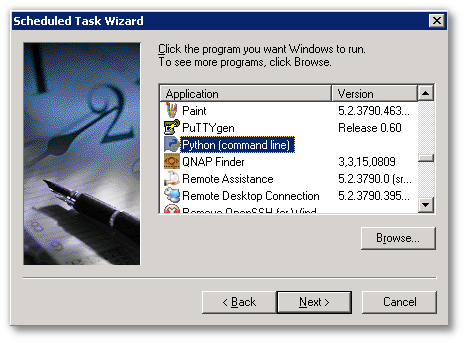 Scheduled Task Wizard
Click the program you want Windows to run.
To see more programs, click Browse.
Application Version
Paint 5.2.3790.463...
PuTTYgen Release 0.60
Python (command line)
QNAP Finder 3,3,15,0809
Remote Assistance 5.2.3790.0 (sr...
Remote Desktop Connection 5.2.3790.395...
Remove OpenSSH for Wind
Browse...
< Back Next > Cancel